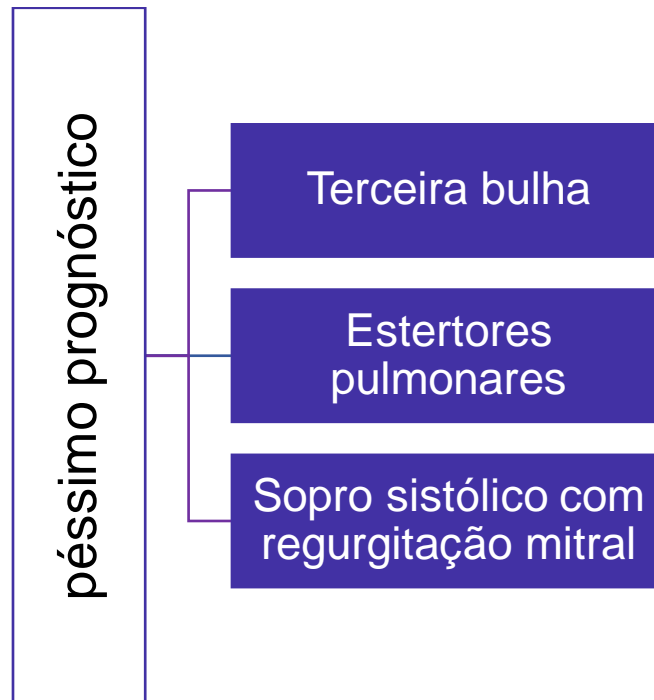 péssimo prognóstico
Terceira bulha
Estertores
pulmonares
Sopro sistólico com
regurgitação mitral